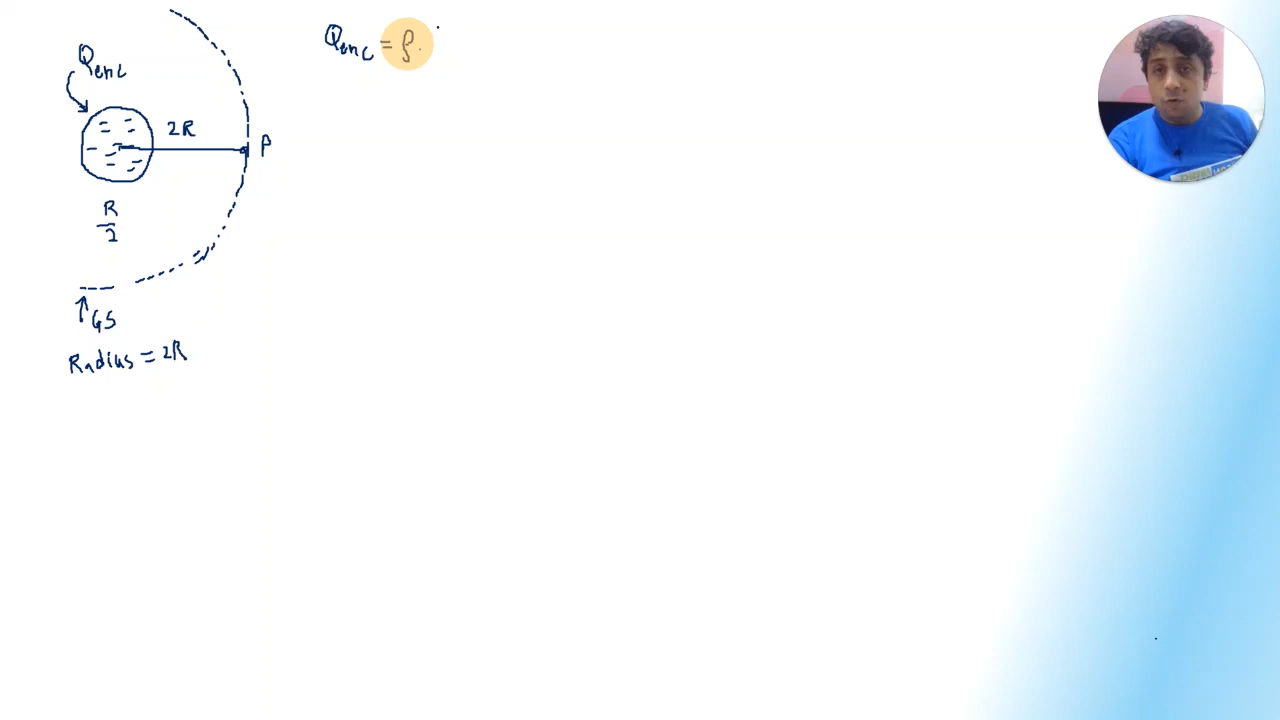 Qenc = ρ.
Qenc
2R
P
R
2
GS
Radius = 2R